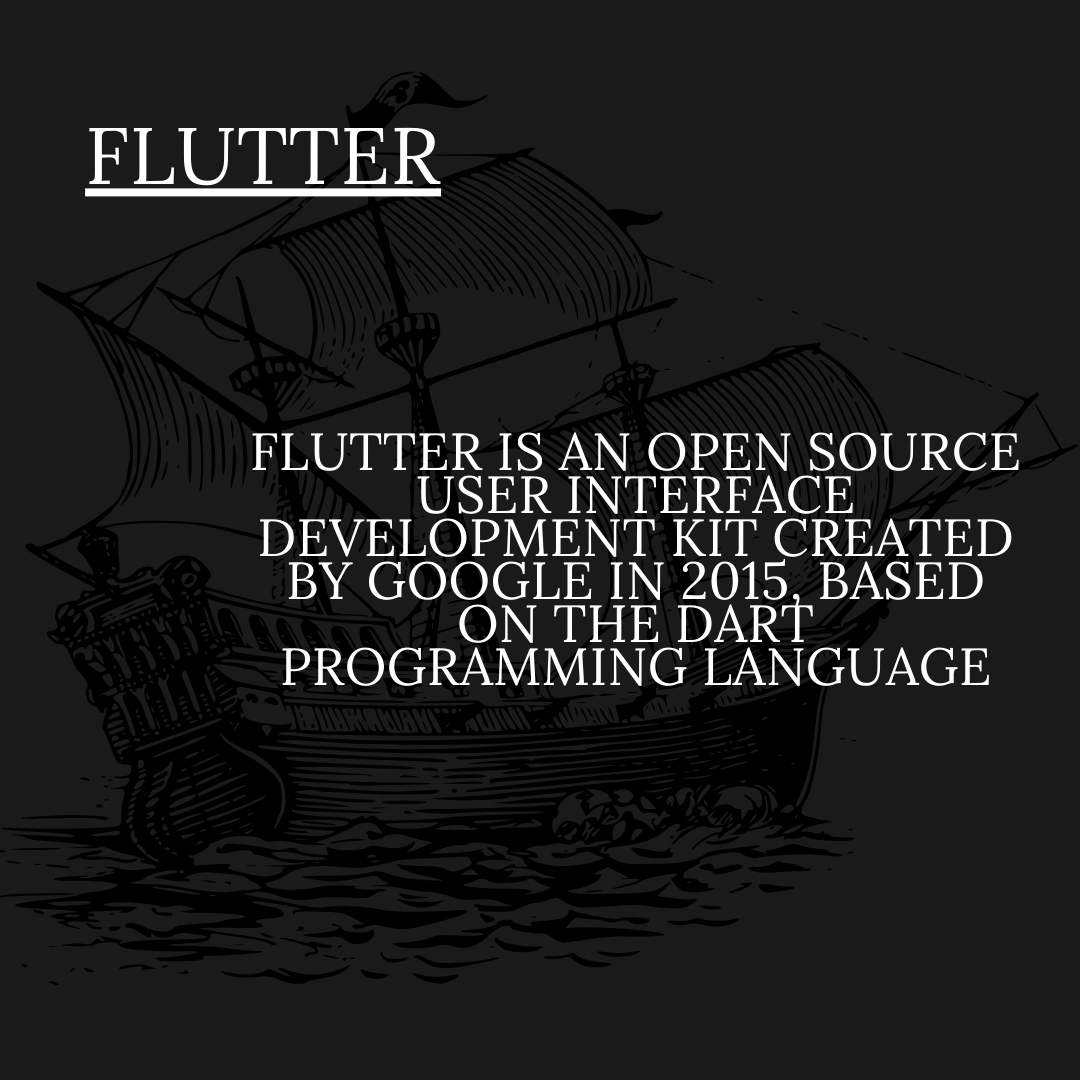 FLUTTER
FLUTTER IS AN OPEN SOURCE
USER INTERFACE
DEVELOPMENT KIT CREATED
BY GOOGLE IN 2015, BASED
ON THE DART
PROGRAMMING LANGUAGE